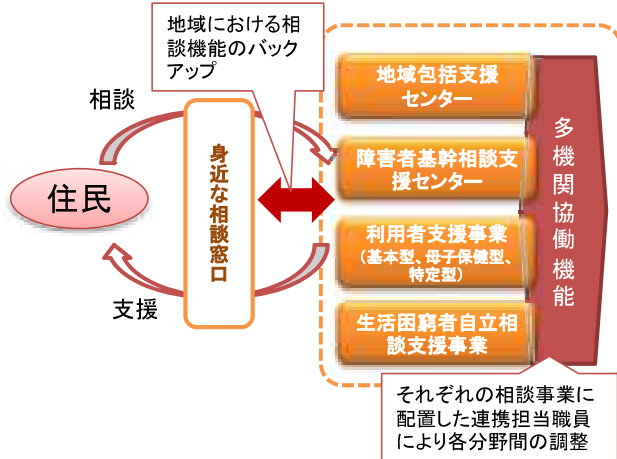 地域における相
談機能のバック
アップ
相談
住民
支援
身近な相談窓口
地域包括支援
センター
障害者基幹相談支
援センター
利用者支援事業
（基本型、母子保健型、
特定型）
生活困窮者自立相
談支援事業
多機関協働機能
それぞれの相談事業に
配置した連携担当職員
により各分野間の調整